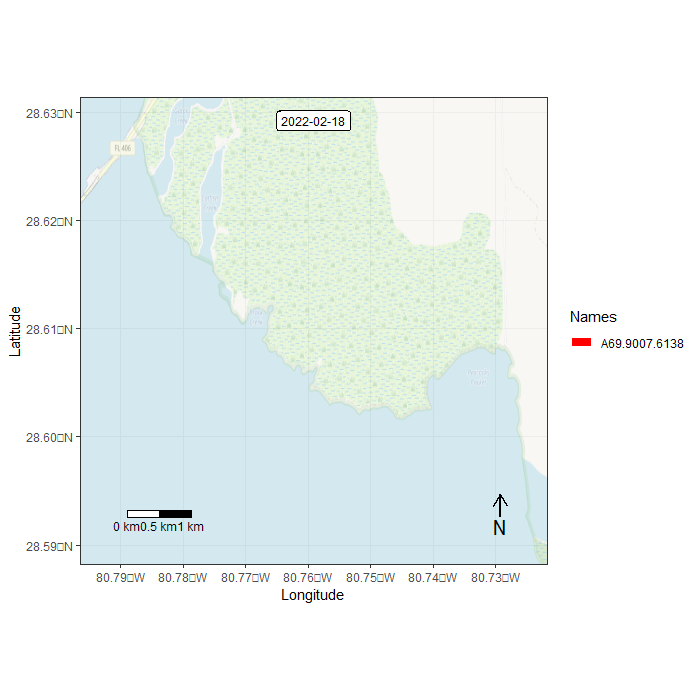 2022-02-18
28.63□N
FL 406
28.62□N
28.61□N
28.60□N
28.59□N
Latitude
0 km0.5 km1 km
N
80.79□W 80.78□W 80.77□W 80.76□W 80.75□W 80.74□W 80.73□W
Longitude
Names
A69.9007.6138